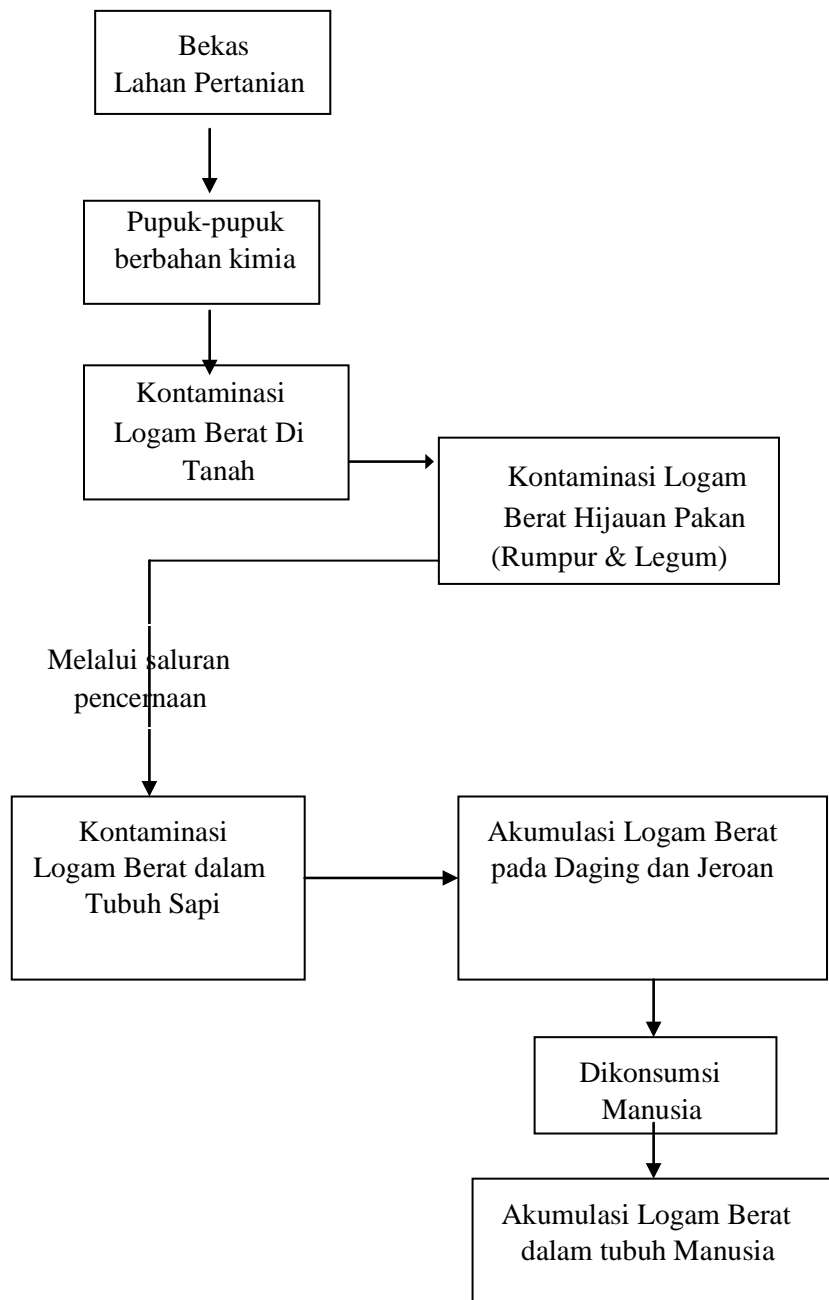 Bekas
Lahan Pertanian
Pupuk-pupuk
berbahan kimia
Kontaminasi
Logam Berat Di
Tanah
Kontaminasi Logam
Berat Hijauan Pakan
(Rumpur & Legum)
Melalui saluran
pencernaan
Kontaminasi
Logam Berat dalam
Tubuh Sapi
Akumulasi Logam Berat
pada Daging dan Jeroan
Dikonsumsi
Manusia
Akumulasi Logam Berat
dalam tubuh Manusia